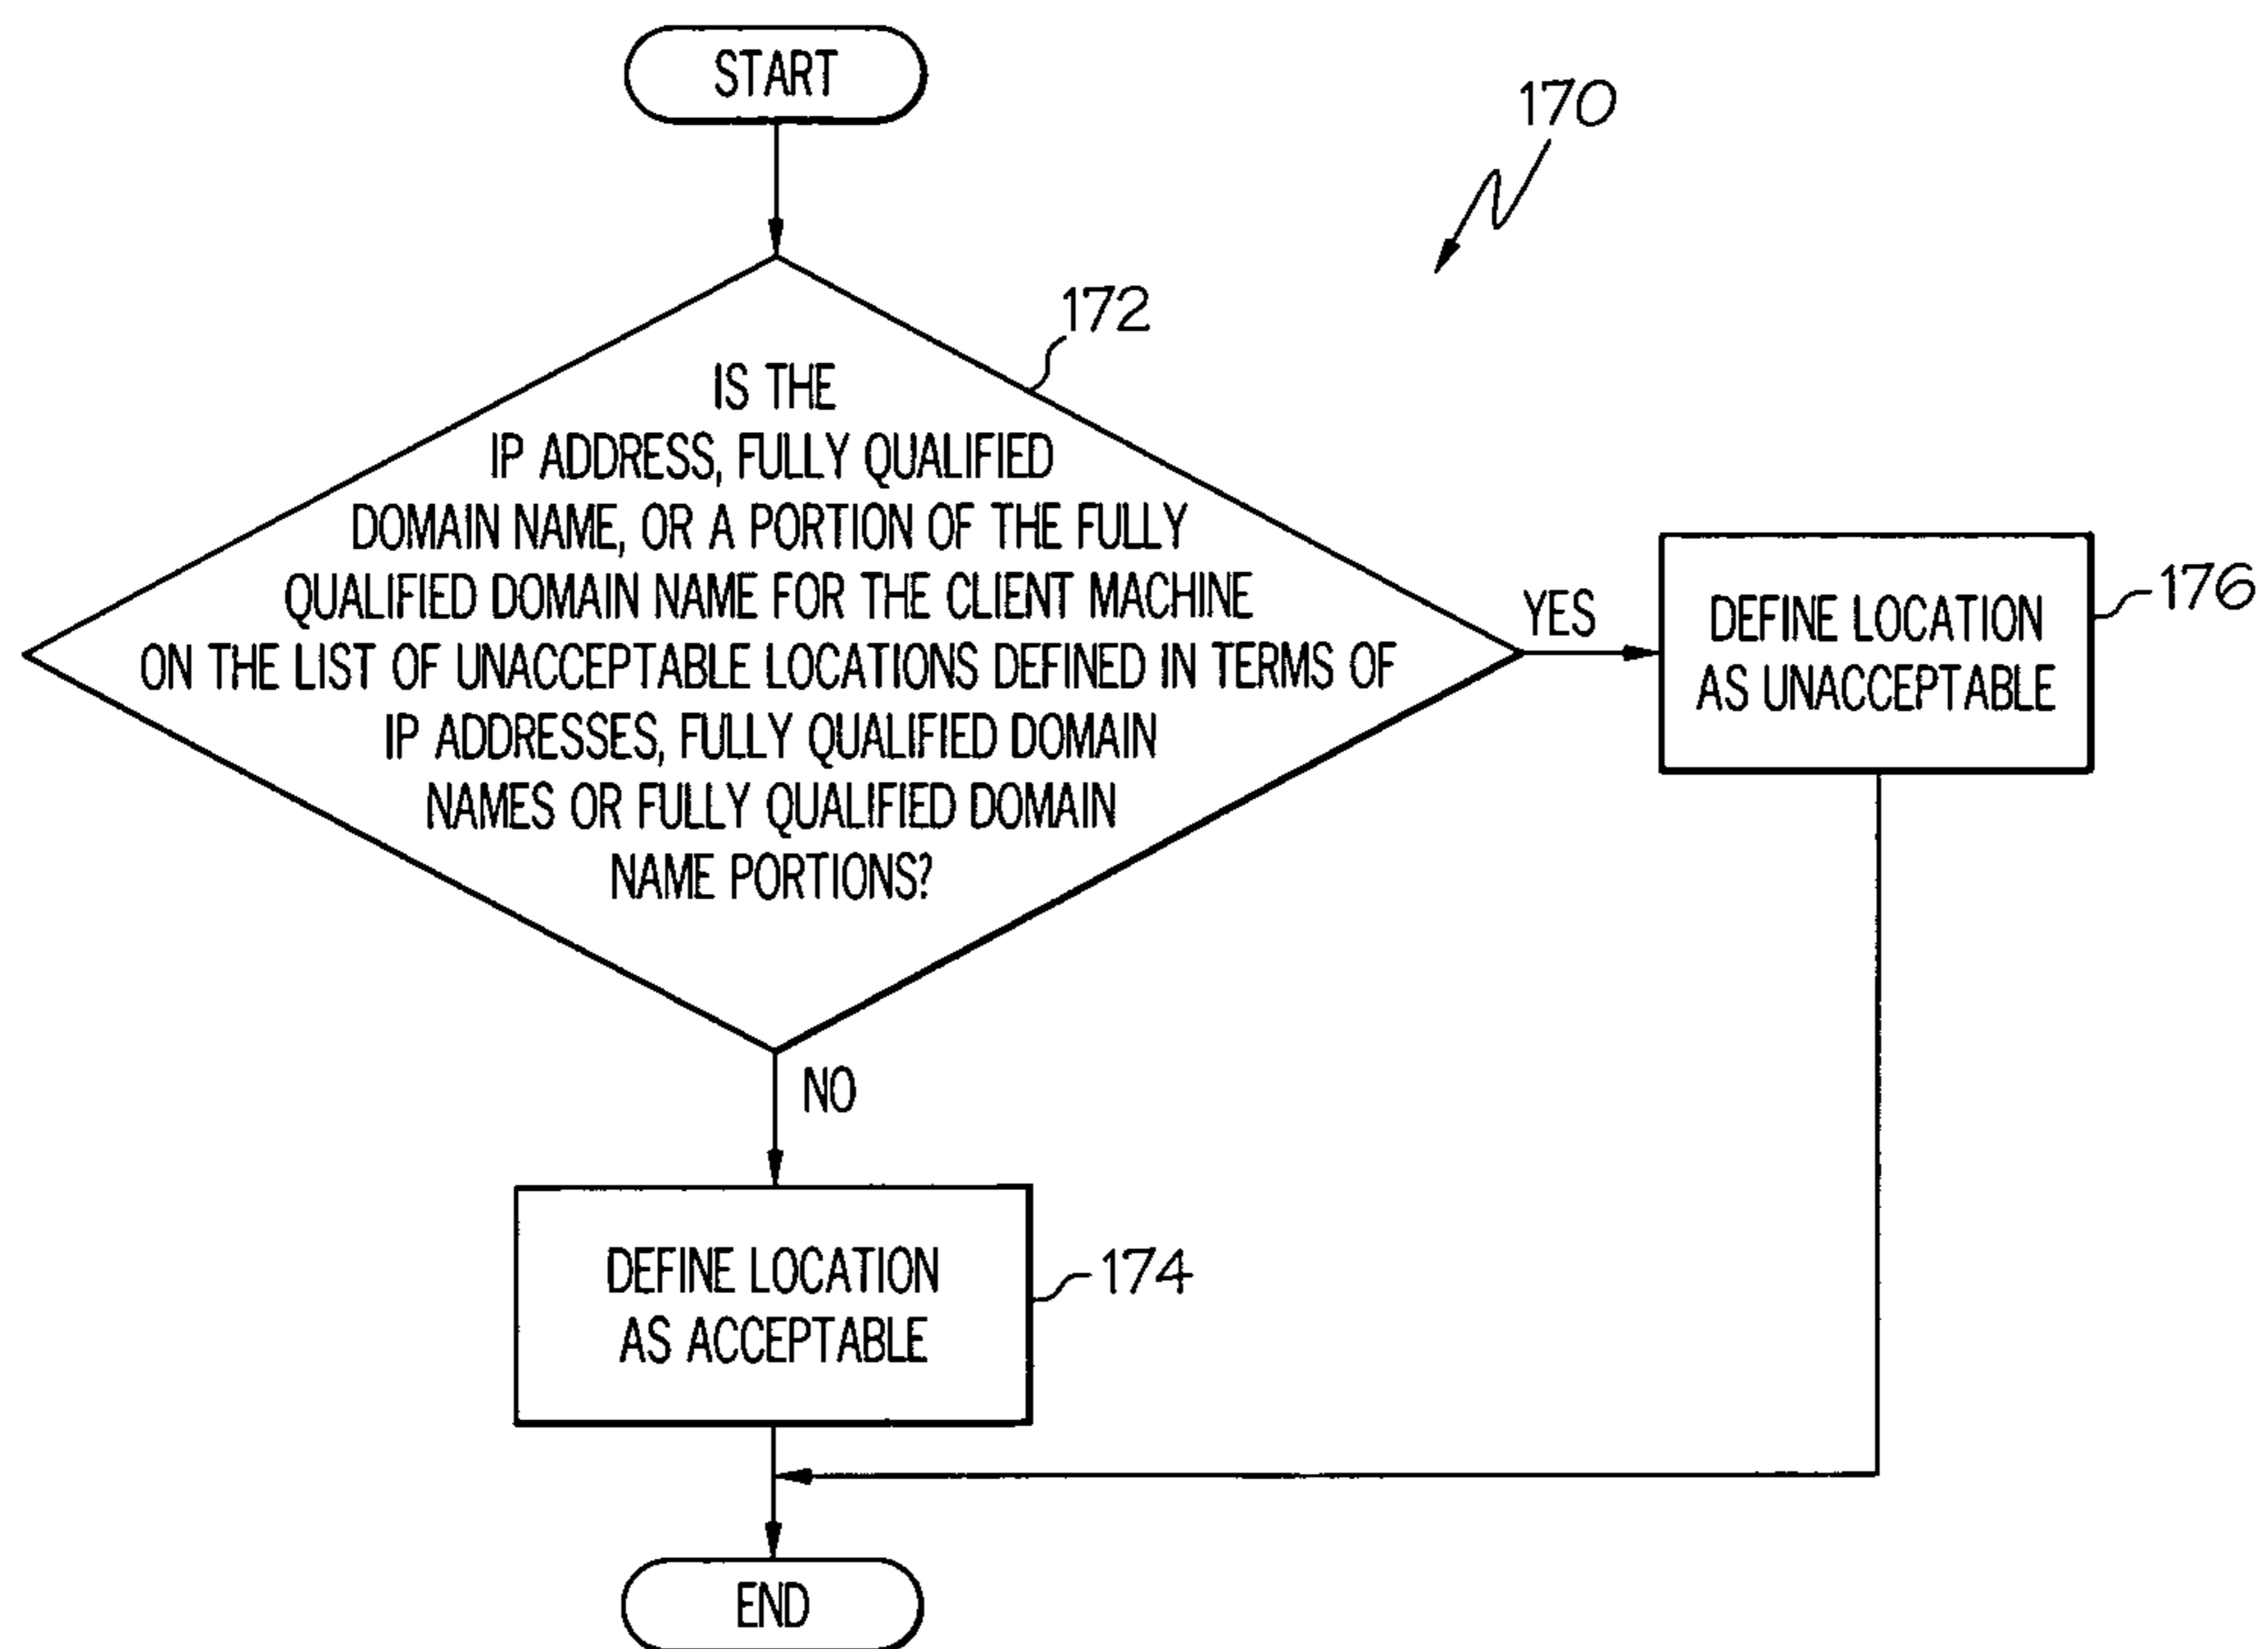 START
170
172
IS THE
IP ADDRESS, FULLY QUALIFIED
DOMAIN NAME, OR A PORTION OF THE FULLY
QUALIFIED DOMAIN NAME FOR THE CLIENT MACHINE
ON THE LIST OF UNACCEPTABLE LOCATIONS DEFINED IN TERMS OF
IP ADDRESSES, FULLY QUALIFIED DOMAIN
NAMES OR FULLY QUALIFIED DOMAIN
NAME PORTIONS?
YES
DEFINE LOCATION
AS UNACCEPTABLE
176
NO
DEFINE LOCATION
AS ACCEPTABLE
174
END